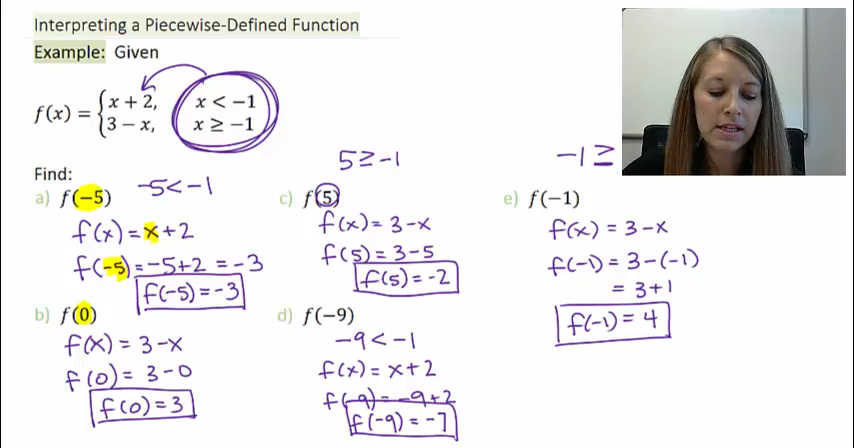 Interpreting a Piecewise-Defined Function
Example: Given
f(x) = { x + 2, x < −1
3 − x, x ≥ −1
Find:
a) f(−5) -5 < -1
f(x) = x + 2
f(-5) = -5+2 = -3
f(-5) = -3
b) f(0)
f(x) = 3-x
f(0) = 3-0
f(0) = 3
5 ≥ -1
c) f(5)
f(x) = 3-x
f(5) = 3-5
f(5) = -2
d) f(−9)
-9 < -1
f(x) = x+2
f(-9) = -9+2
f(-9) = -7
-1 ≥
e) f(−1)
f(x) = 3-x
f(-1) = 3-(-1)
= 3+1
f(-1) = 4